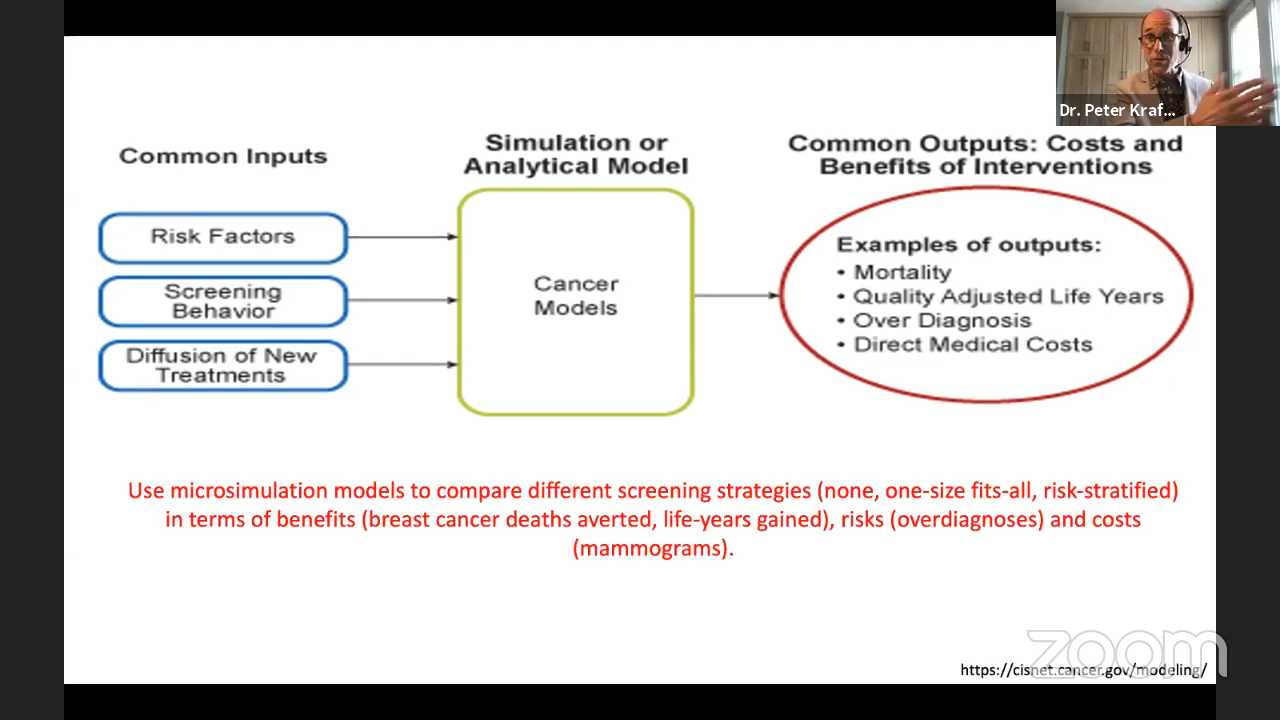 Dr. Peter Kraf...
Common Inputs
Simulation or
Analytical Model
Common Outputs: Costs and
Benefits of Interventions
Risk Factors
Screening
Behavior
Diffusion of New
Treatments
Cancer
Models
Examples of outputs:
• Mortality
• Quality Adjusted Life Years
• Over Diagnosis
• Direct Medical Costs
Use microsimulation models to compare different screening strategies (none, one-size fits-all, risk-stratified)
in terms of benefits (breast cancer deaths averted, life-years gained), risks (overdiagnoses) and costs
(mammograms).
zoom
https://cisnet.cancer.gov/modeling/